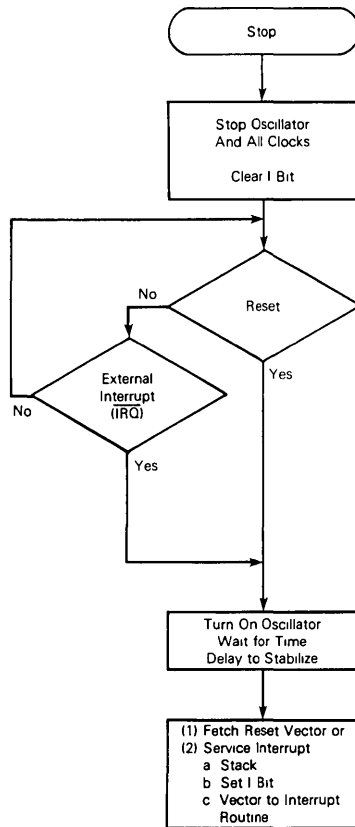 Stop
Stop Oscillator
And All Clocks
Clear I Bit
No
Reset
External
Interrupt
(IRQ)
No
Yes
Yes
Turn On Oscillator
Wait for Time
Delay to Stabilize
(1) Fetch Reset Vector or
(2) Service Interrupt
a Stack
b Set I Bit
c Vector to Interrupt
Routine